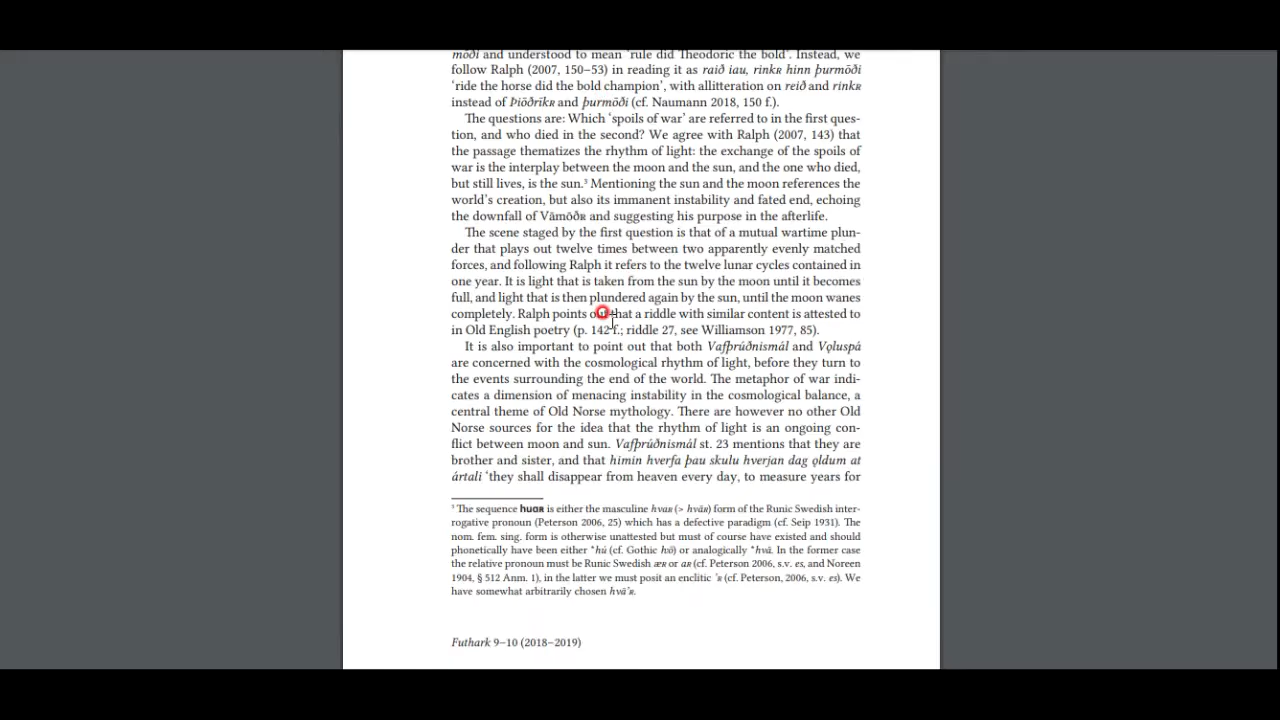 mōði and understood to mean ‘rule did Theodoric the bold’. Instead, we
follow Ralph (2007, 150–53) in reading it as raið iau, rinkʀ hinn þurmōði
‘ride the horse did the bold champion’, with allitteration on reið and rinkʀ
instead of Þiōðrīkʀ and þurmōði (cf. Naumann 2018, 150 f.).
The questions are: Which ‘spoils of war’ are referred to in the first ques-
tion, and who died in the second? We agree with Ralph (2007, 143) that
the passage thematizes the rhythm of light: the exchange of the spoils of
war is the interplay between the moon and the sun, and the one who died,
but still lives, is the sun.³ Mentioning the sun and the moon references the
world’s creation, but also its immanent instability and fated end, echoing
the downfall of Vāmōðʀ and suggesting his purpose in the afterlife.
The scene staged by the first question is that of a mutual wartime plun-
der that plays out twelve times between two apparently evenly matched
forces, and following Ralph it refers to the twelve lunar cycles contained in
one year. It is light that is taken from the sun by the moon until it becomes
full, and light that is then plundered again by the sun, until the moon wanes
completely. Ralph points out that a riddle with similar content is attested to
in Old English poetry (p. 142 f.; riddle 27, see Williamson 1977, 85).
It is also important to point out that both Vafþrúðnismál and Vǫluspá
are concerned with the cosmological rhythm of light, before they turn to
the events surrounding the end of the world. The metaphor of war indi-
cates a dimension of menacing instability in the cosmological balance, a
central theme of Old Norse mythology. There are however no other Old
Norse sources for the idea that the rhythm of light is an ongoing con-
flict between moon and sun. Vafþrúðnismál st. 23 mentions that they are
brother and sister, and that himin hverfa þau skulu hverjan dag ǫldum at
ártali ‘they shall disappear from heaven every day, to measure years for
³ The sequence huaʀ is either the masculine hvaʀ (> hvāʀ) form of the Runic Swedish inter-
rogative pronoun (Peterson 2006, 25) which has a defective paradigm (cf. Seip 1931). The
nom. fem. sing. form is otherwise unattested but must of course have existed and should
phonetically have been either *hú (cf. Gothic hvō) or analogically *hvā. In the former case
the relative pronoun must be Runic Swedish æʀ or aʀ (cf. Peterson 2006, s.v. es, and Noreen
1904, § 512 Anm. 1), in the latter we must posit an enclitic ’ʀ (cf. Peterson, 2006, s.v. es). We
have somewhat arbitrarily chosen hvā’ʀ.
Futhark 9–10 (2018–2019)